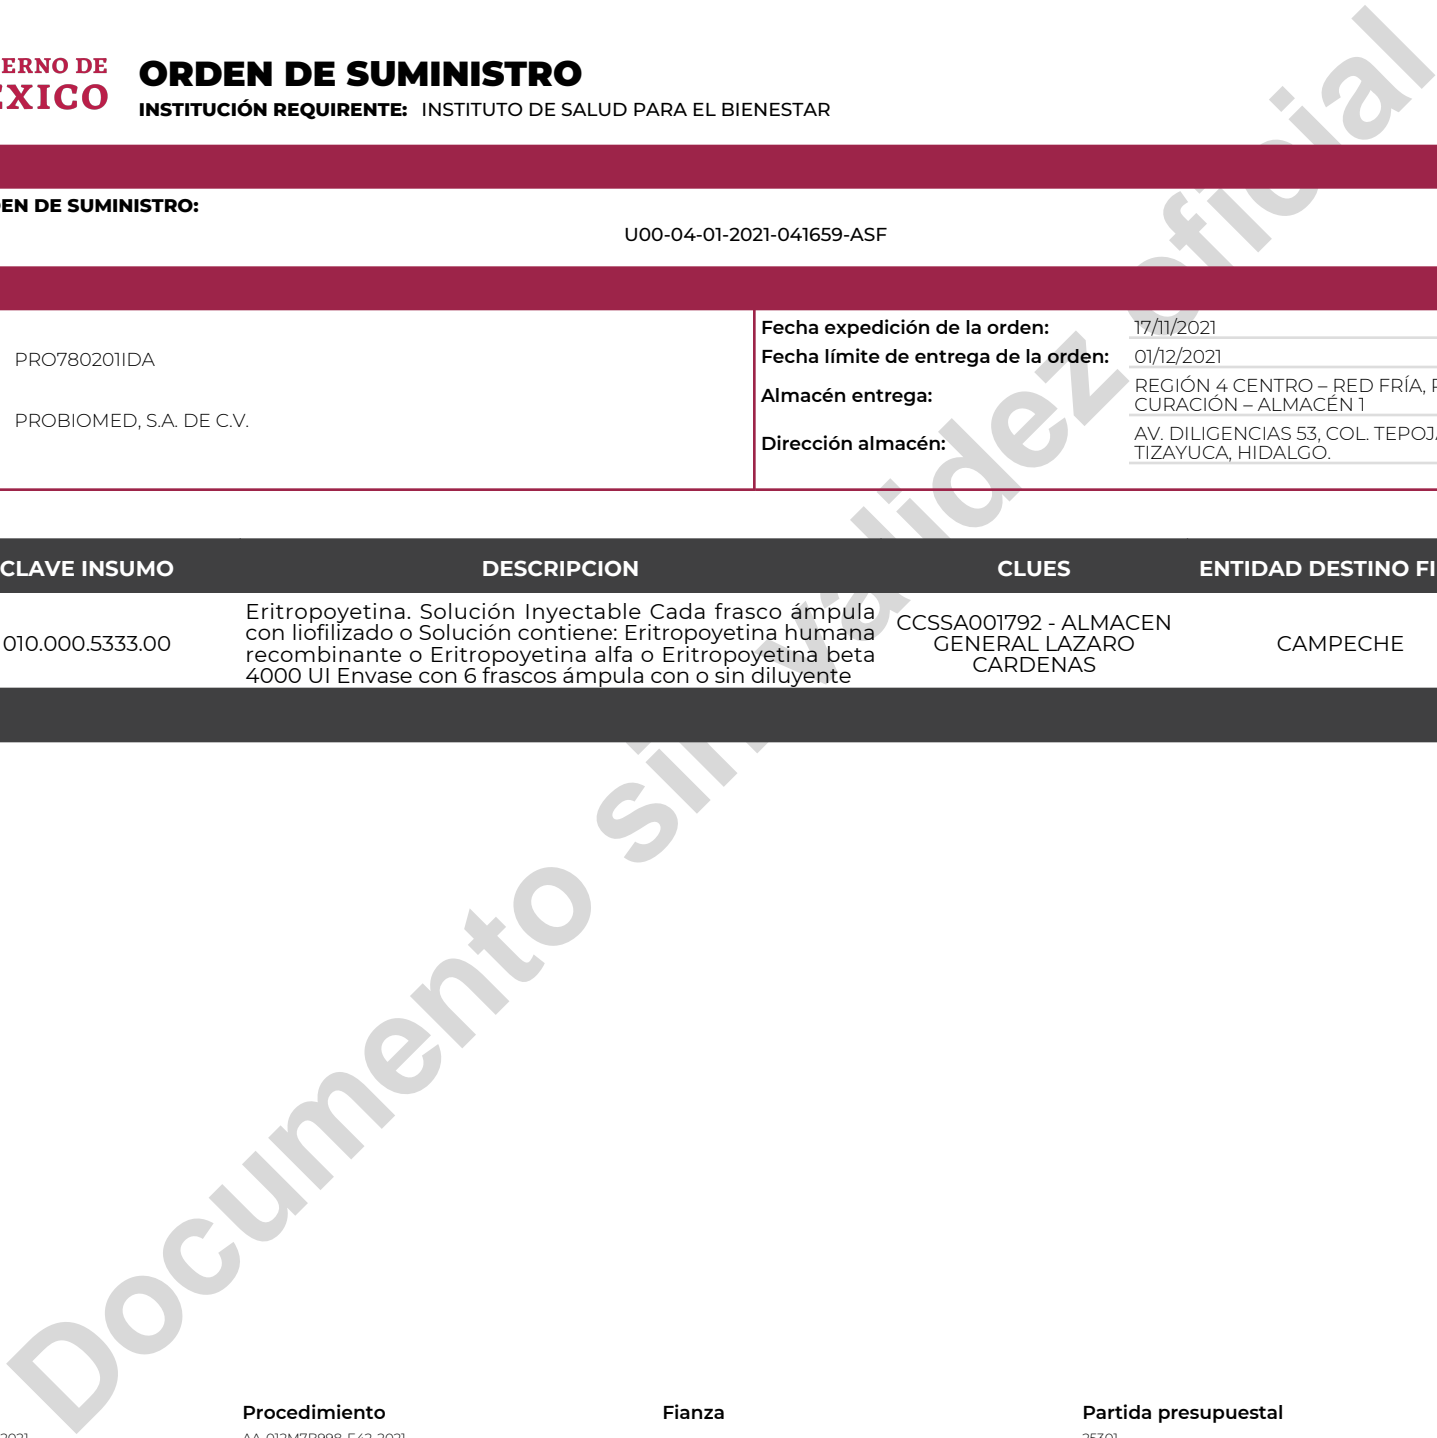 ERNO DE
ORDEN DE SUMINISTRO
INSTITUCIÓN REQUIRENTE: INSTITUTO DE SALUD PARA EL BIENESTAR
EN DE SUMINISTRO:
U00-04-01-2021-041659-ASF
PRO780201IDA
PROBIOMED, S.A. DE C.V.
Fecha expedición de la orden: 17/11/2021
Fecha límite de entrega de la orden: 01/12/2021
Almacén entrega: REGIÓN 4 CENTRO – RED FRÍA,
CURACIÓN – ALMACÉN 1
Dirección almacén: AV. DILIGENCIAS 53, COL. TEPOJ
TIZAYUCA, HIDALGO.
CLAVE INSUMO DESCRIPCION CLUES ENTIDAD DESTINO FI
010.000.5333.00
Eritropoyetina. Solución Inyectable Cada frasco ámpula
con liofilizado o Solución contiene: Eritropoyetina humana
recombinante o Eritropoyetina alfa o Eritropoyetina beta
4000 UI Envase con 6 frascos ámpula con o sin diluyente
CCSSA001792 - ALMACEN
GENERAL LAZARO
CARDENAS
CAMPECHE
Documento sin validez oficial
Procedimiento Fianza Partida presupuestal